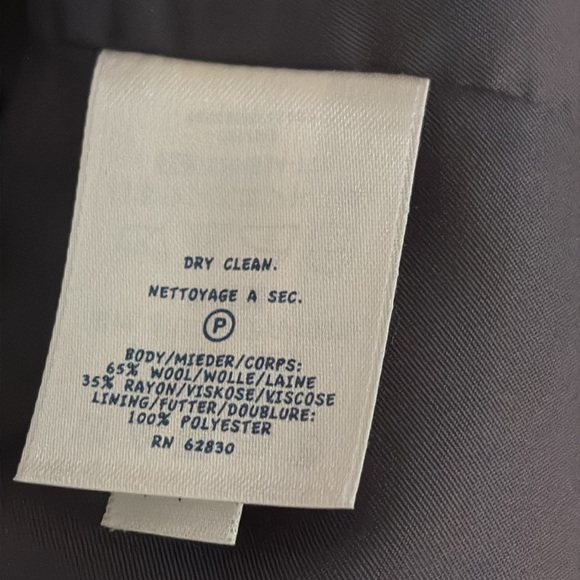 DRY CLEAN.
NETTOYAGE A SEC.
P
BODY/MIEDER/CORPS:
65% WOOL/WOLLE/LAINE
35% RAYON/VISKOSE/VISCOSE
LINING/FUTTER/DOUBLURE:
100% POLYESTER
RN 62830